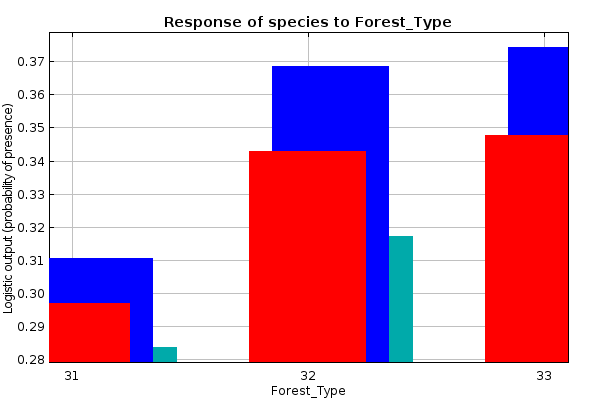 Response of species to Forest_Type
Logistic output (probability of presence)
0.37
0.36
0.35
0.34
0.33
0.32
0.31
0.30
0.29
0.28
31 32 33
Forest_Type